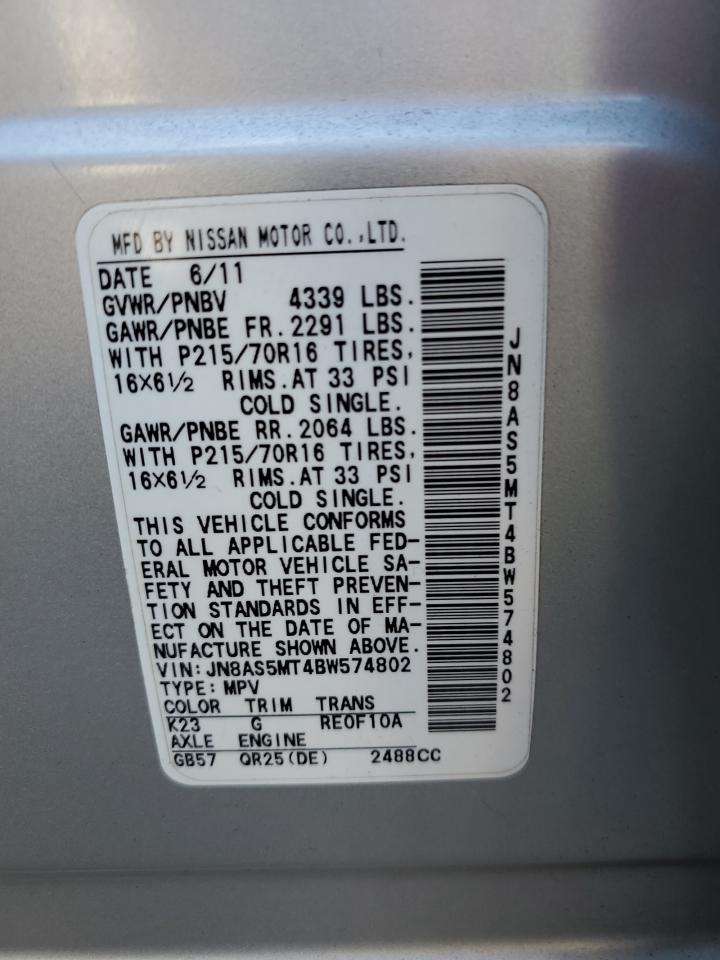 MFD BY NISSAN MOTOR CO.,LTD.
DATE 6/11
GVWR/PNBV 4339 LBS.
GAWR/PNBE FR. 2291 LBS.
WITH P215/70R16 TIRES,
16X6½ RIMS.AT 33 PSI
COLD SINGLE.
GAWR/PNBE RR. 2064 LBS.
WITH P215/70R16 TIRES,
16X6½ RIMS.AT 33 PSI
COLD SINGLE.
THIS VEHICLE CONFORMS
TO ALL APPLICABLE FED-
ERAL MOTOR VEHICLE SA-
FETY AND THEFT PREVEN-
TION STANDARDS IN EFF-
ECT ON THE DATE OF MA-
NUFACTURE SHOWN ABOVE.
VIN: JN8AS5MT4BW574802
TYPE: MPV
COLOR TRIM TRANS
K23 G RE0F10A
AXLE ENGINE
GB57 QR25(DE) 2488CC
JN8AS5MT4BW574802